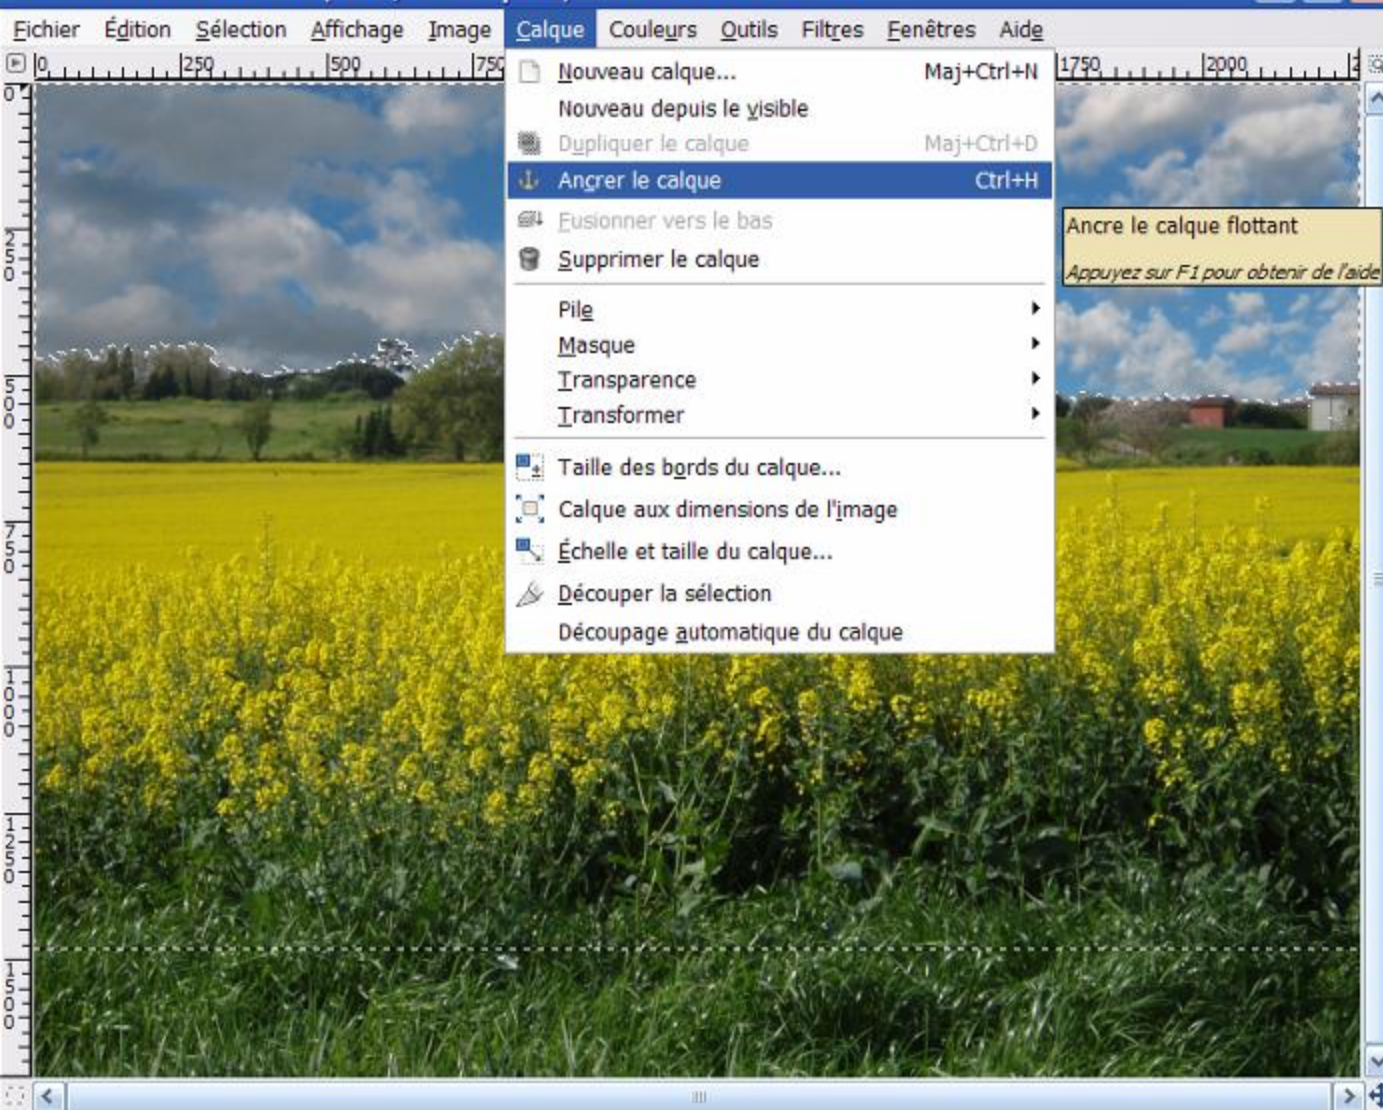 Fichier Édition Sélection Affichage Image Calque Couleurs Outils Filtres Fenêtres Aide
0 250 500 750 1750 2000
Nouveau calque... Maj+Ctrl+N
Nouveau depuis le visible
Dupliquer le calque Maj+Ctrl+D
Ancrer le calque Ctrl+H
Fusionner vers le bas
Supprimer le calque
Pile
Masque
Transparence
Transformer
Taille des bords du calque...
Calque aux dimensions de l'image
Échelle et taille du calque...
Découper la sélection
Découpage automatique du calque
Ancre le calque flottant
Appuyez sur F1 pour obtenir de l'aide
0
250
500
750
1000
1250
1500